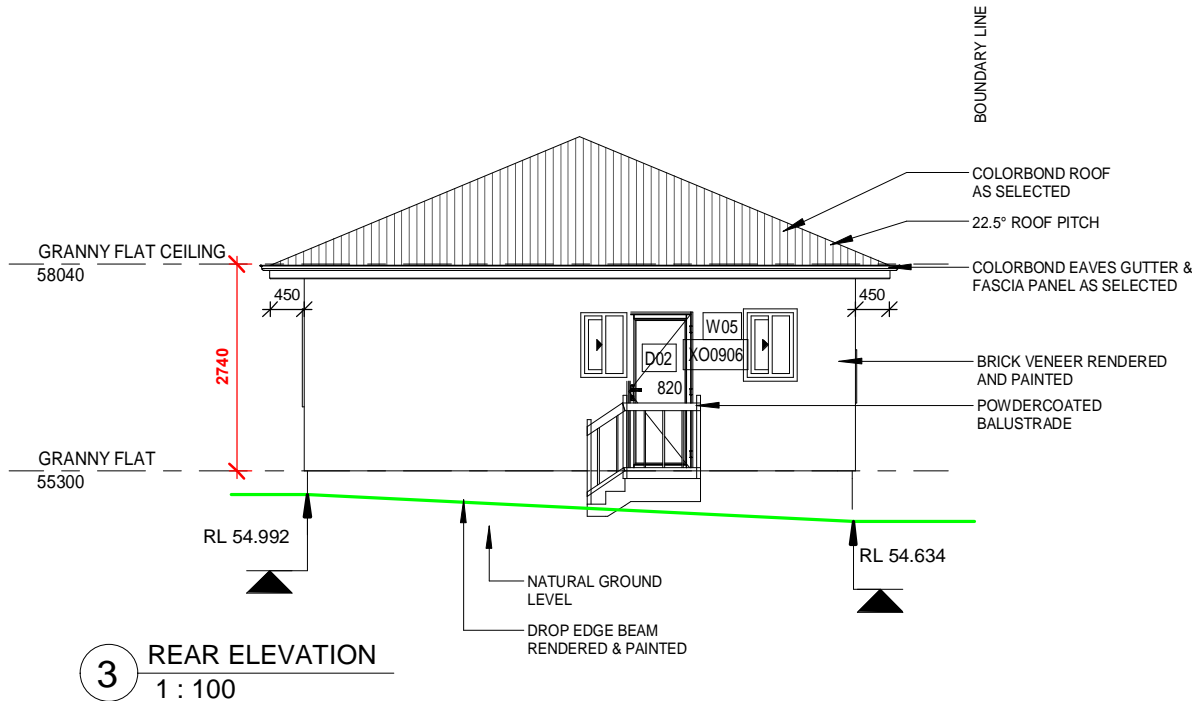 BOUNDARY LINE
COLORBOND ROOF
AS SELECTED
22.5° ROOF PITCH
GRANNY FLAT CEILING
58040
COLORBOND EAVES GUTTER &
FASCIA PANEL AS SELECTED
450
450
2740
W05
D02
XO0906
820
BRICK VENEER RENDERED
AND PAINTED
POWDERCOATED
BALUSTRADE
GRANNY FLAT
55300
RL 54.992
RL 54.634
NATURAL GROUND
LEVEL
DROP EDGE BEAM
RENDERED & PAINTED
3
REAR ELEVATION
1 : 100